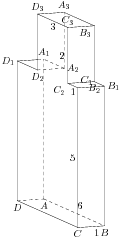 D₃ A₃
C₃
3 B₃
D₁ A₁
2
D₂ A₂
C₂ C₁ B₂ B₁
1
5
D A 6
C 1 B